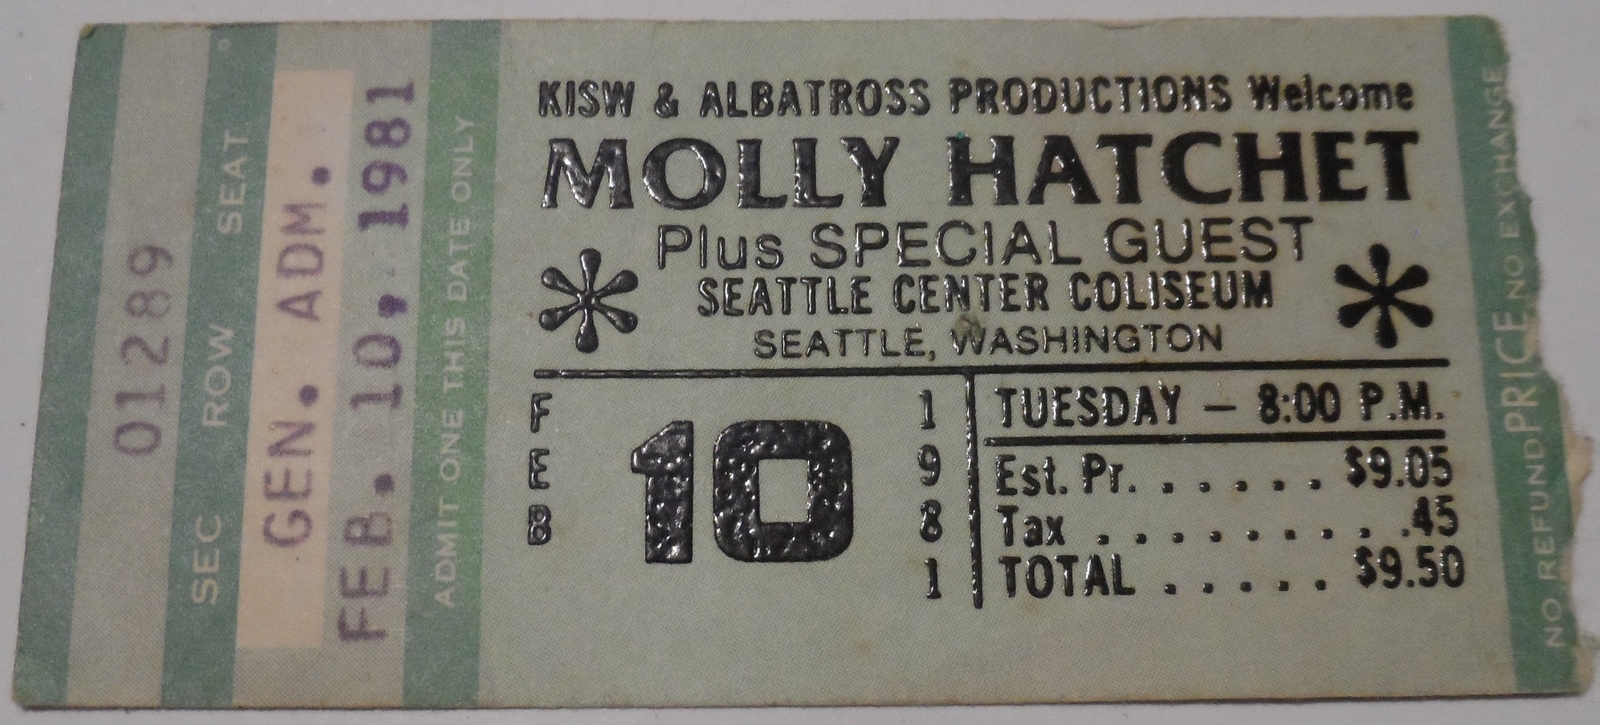 01289
SEC ROW SEAT
GEN. ADM.
FEB. 10, 1981
ADMIT ONE THIS DATE ONLY
KISW & ALBATROSS PRODUCTIONS Welcome
MOLLY HATCHET
Plus SPECIAL GUEST
SEATTLE CENTER COLISEUM
SEATTLE, WASHINGTON
FEB
10
1981
TUESDAY – 8:00 P.M.
Est. Pr. . . . . . . $9.05
Tax . . . . . . . . . . .45
TOTAL . . . . . $9.50
NO REFUND PRICE NO EXCHANGE